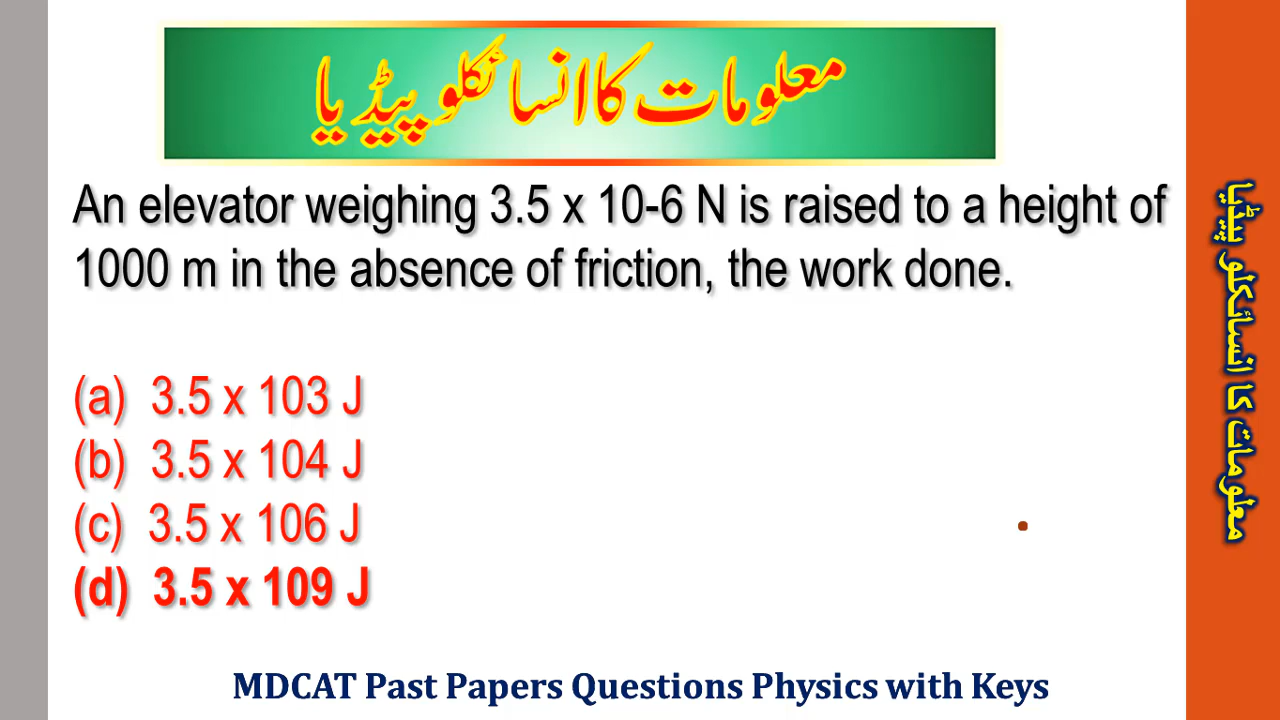 معلومات کا انسائکلو پیڈیا
An elevator weighing 3.5 x 10-6 N is raised to a height of
1000 m in the absence of friction, the work done.
(a) 3.5 x 103 J
(b) 3.5 x 104 J
(c) 3.5 x 106 J
(d) 3.5 x 109 J
MDCAT Past Papers Questions Physics with Keys
معلومات کا انسائکلو پیڈیا